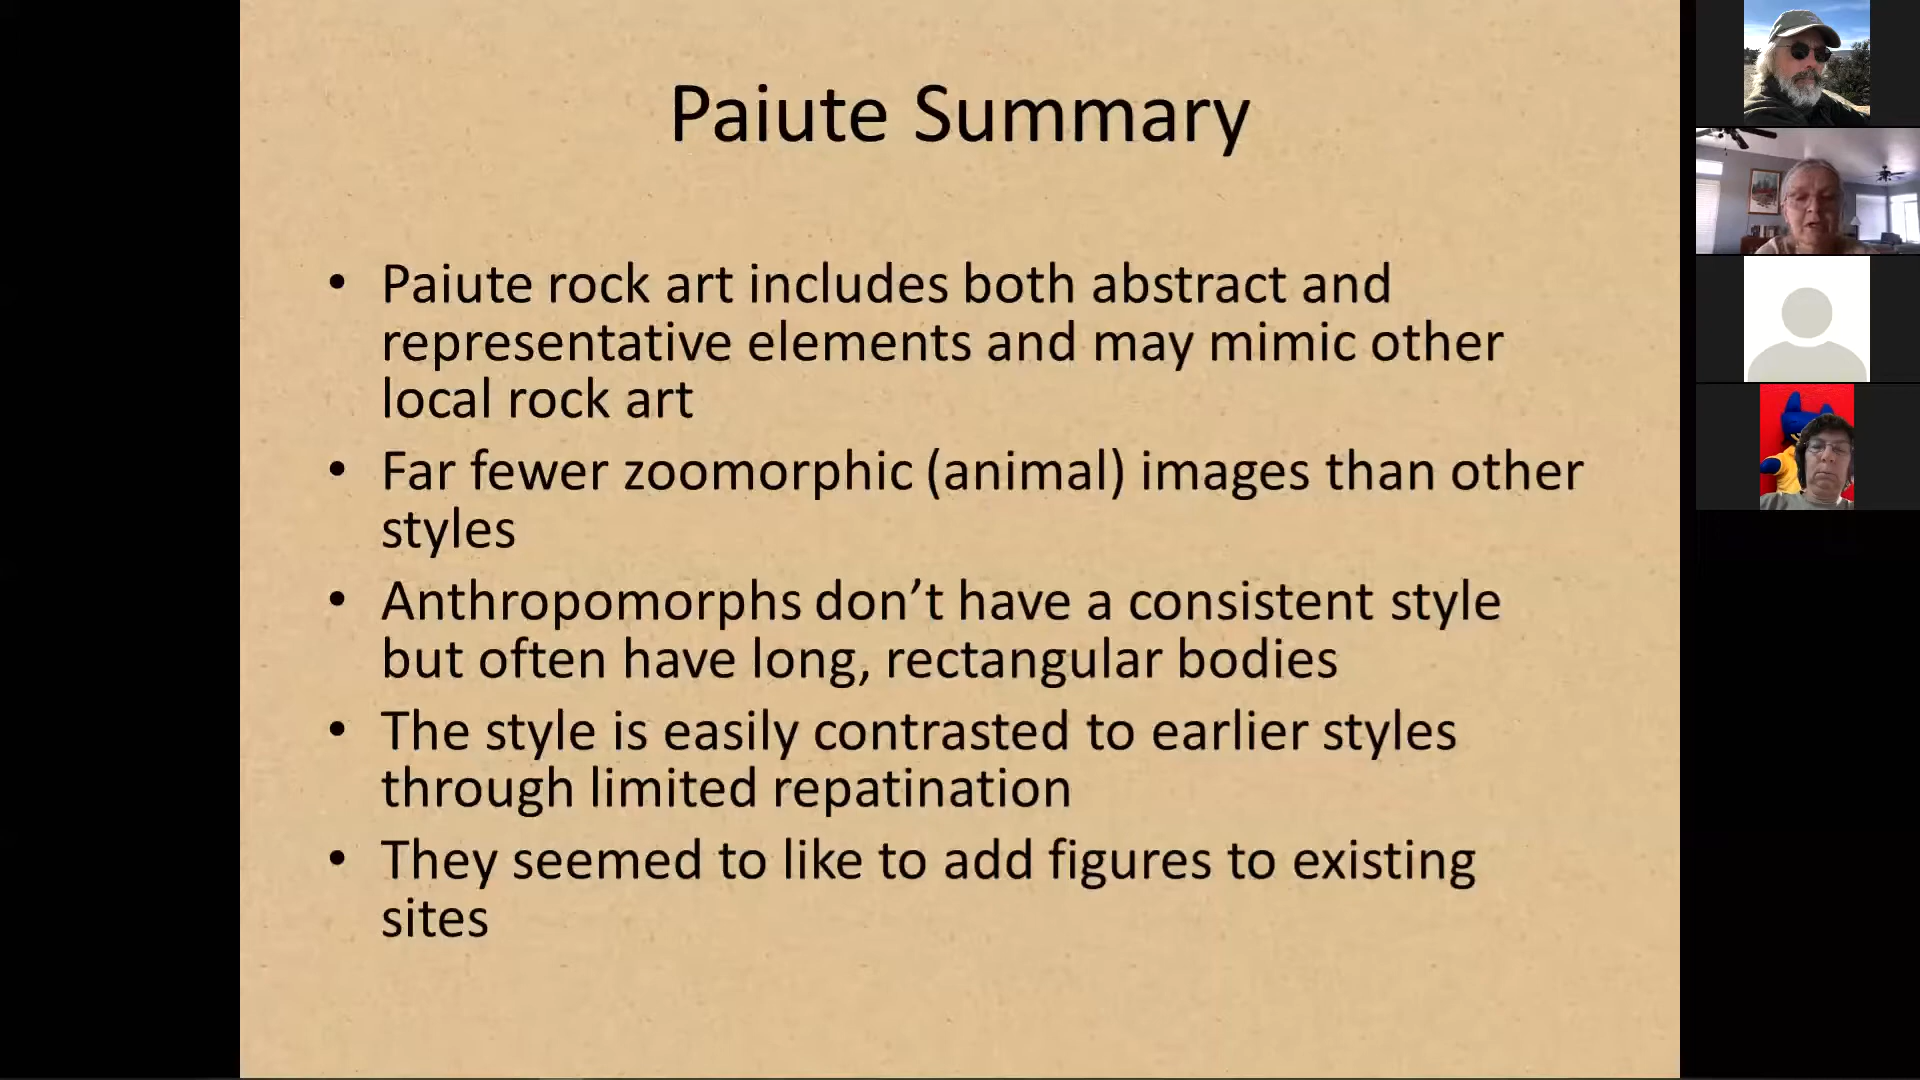 Paiute Summary
• Paiute rock art includes both abstract and
representative elements and may mimic other
local rock art
• Far fewer zoomorphic (animal) images than other
styles
• Anthropomorphs don’t have a consistent style
but often have long, rectangular bodies
• The style is easily contrasted to earlier styles
through limited repatination
• They seemed to like to add figures to existing
sites